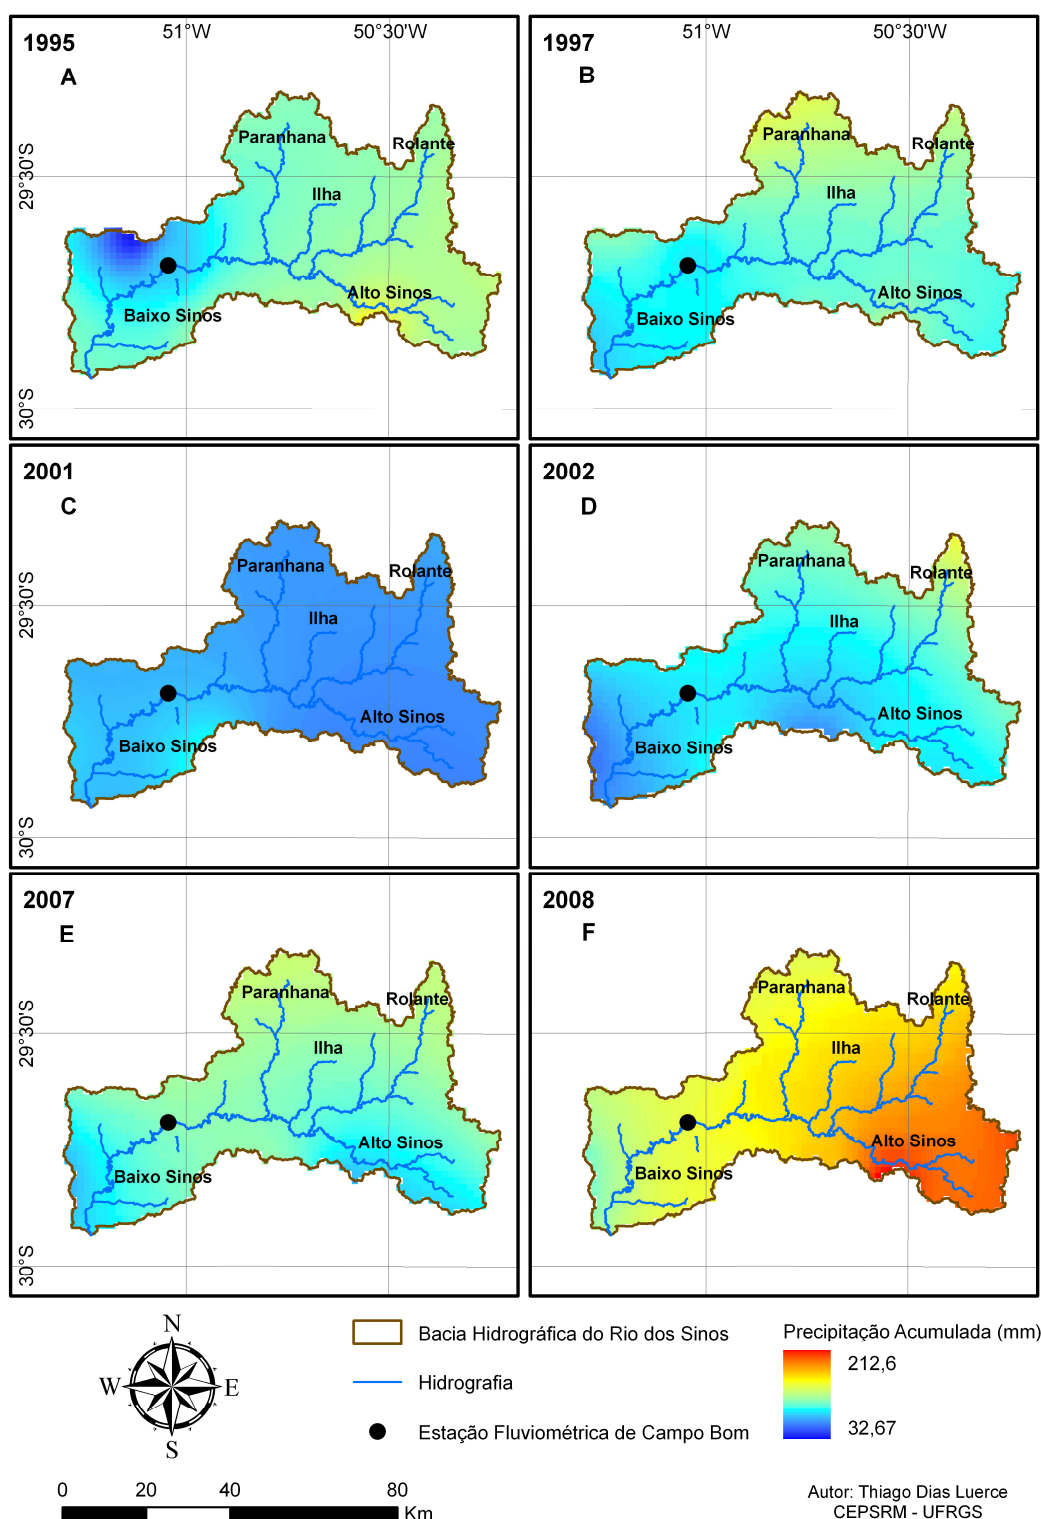 1995
A
51°W
50°30'W
29°30'S
30°S
Paranhana
Rolante
Ilha
Alto Sinos
Baixo Sinos
1997
B
51°W
50°30'W
Paranhana
Rolante
Ilha
Alto Sinos
Baixo Sinos
2001
C
29°30'S
30°S
Paranhana
Rolante
Ilha
Alto Sinos
Baixo Sinos
2002
D
Paranhana
Rolante
Ilha
Alto Sinos
Baixo Sinos
2007
E
29°30'S
30°S
Paranhana
Rolante
Ilha
Alto Sinos
Baixo Sinos
2008
F
Paranhana
Rolante
Ilha
Alto Sinos
Baixo Sinos
N
W E
S
Bacia Hidrográfica do Rio dos Sinos
Hidrografia
Estação Fluviométrica de Campo Bom
Precipitação Acumulada (mm)
212,6
32,67
0 20 40 80
Km
Autor: Thiago Dias Luerce
CEPSRM - UFRGS